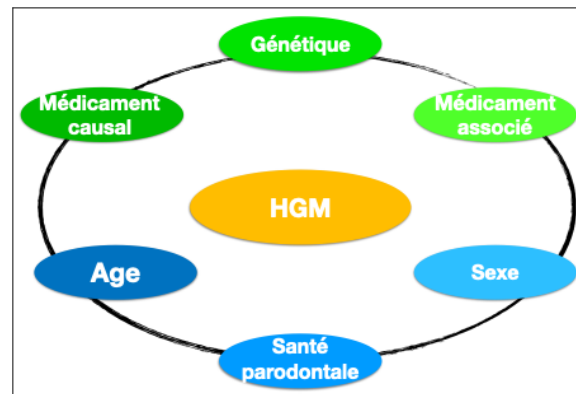 Génétique
Médicament
causal
Médicament
associé
HGM
Age
Sexe
Santé
parodontale